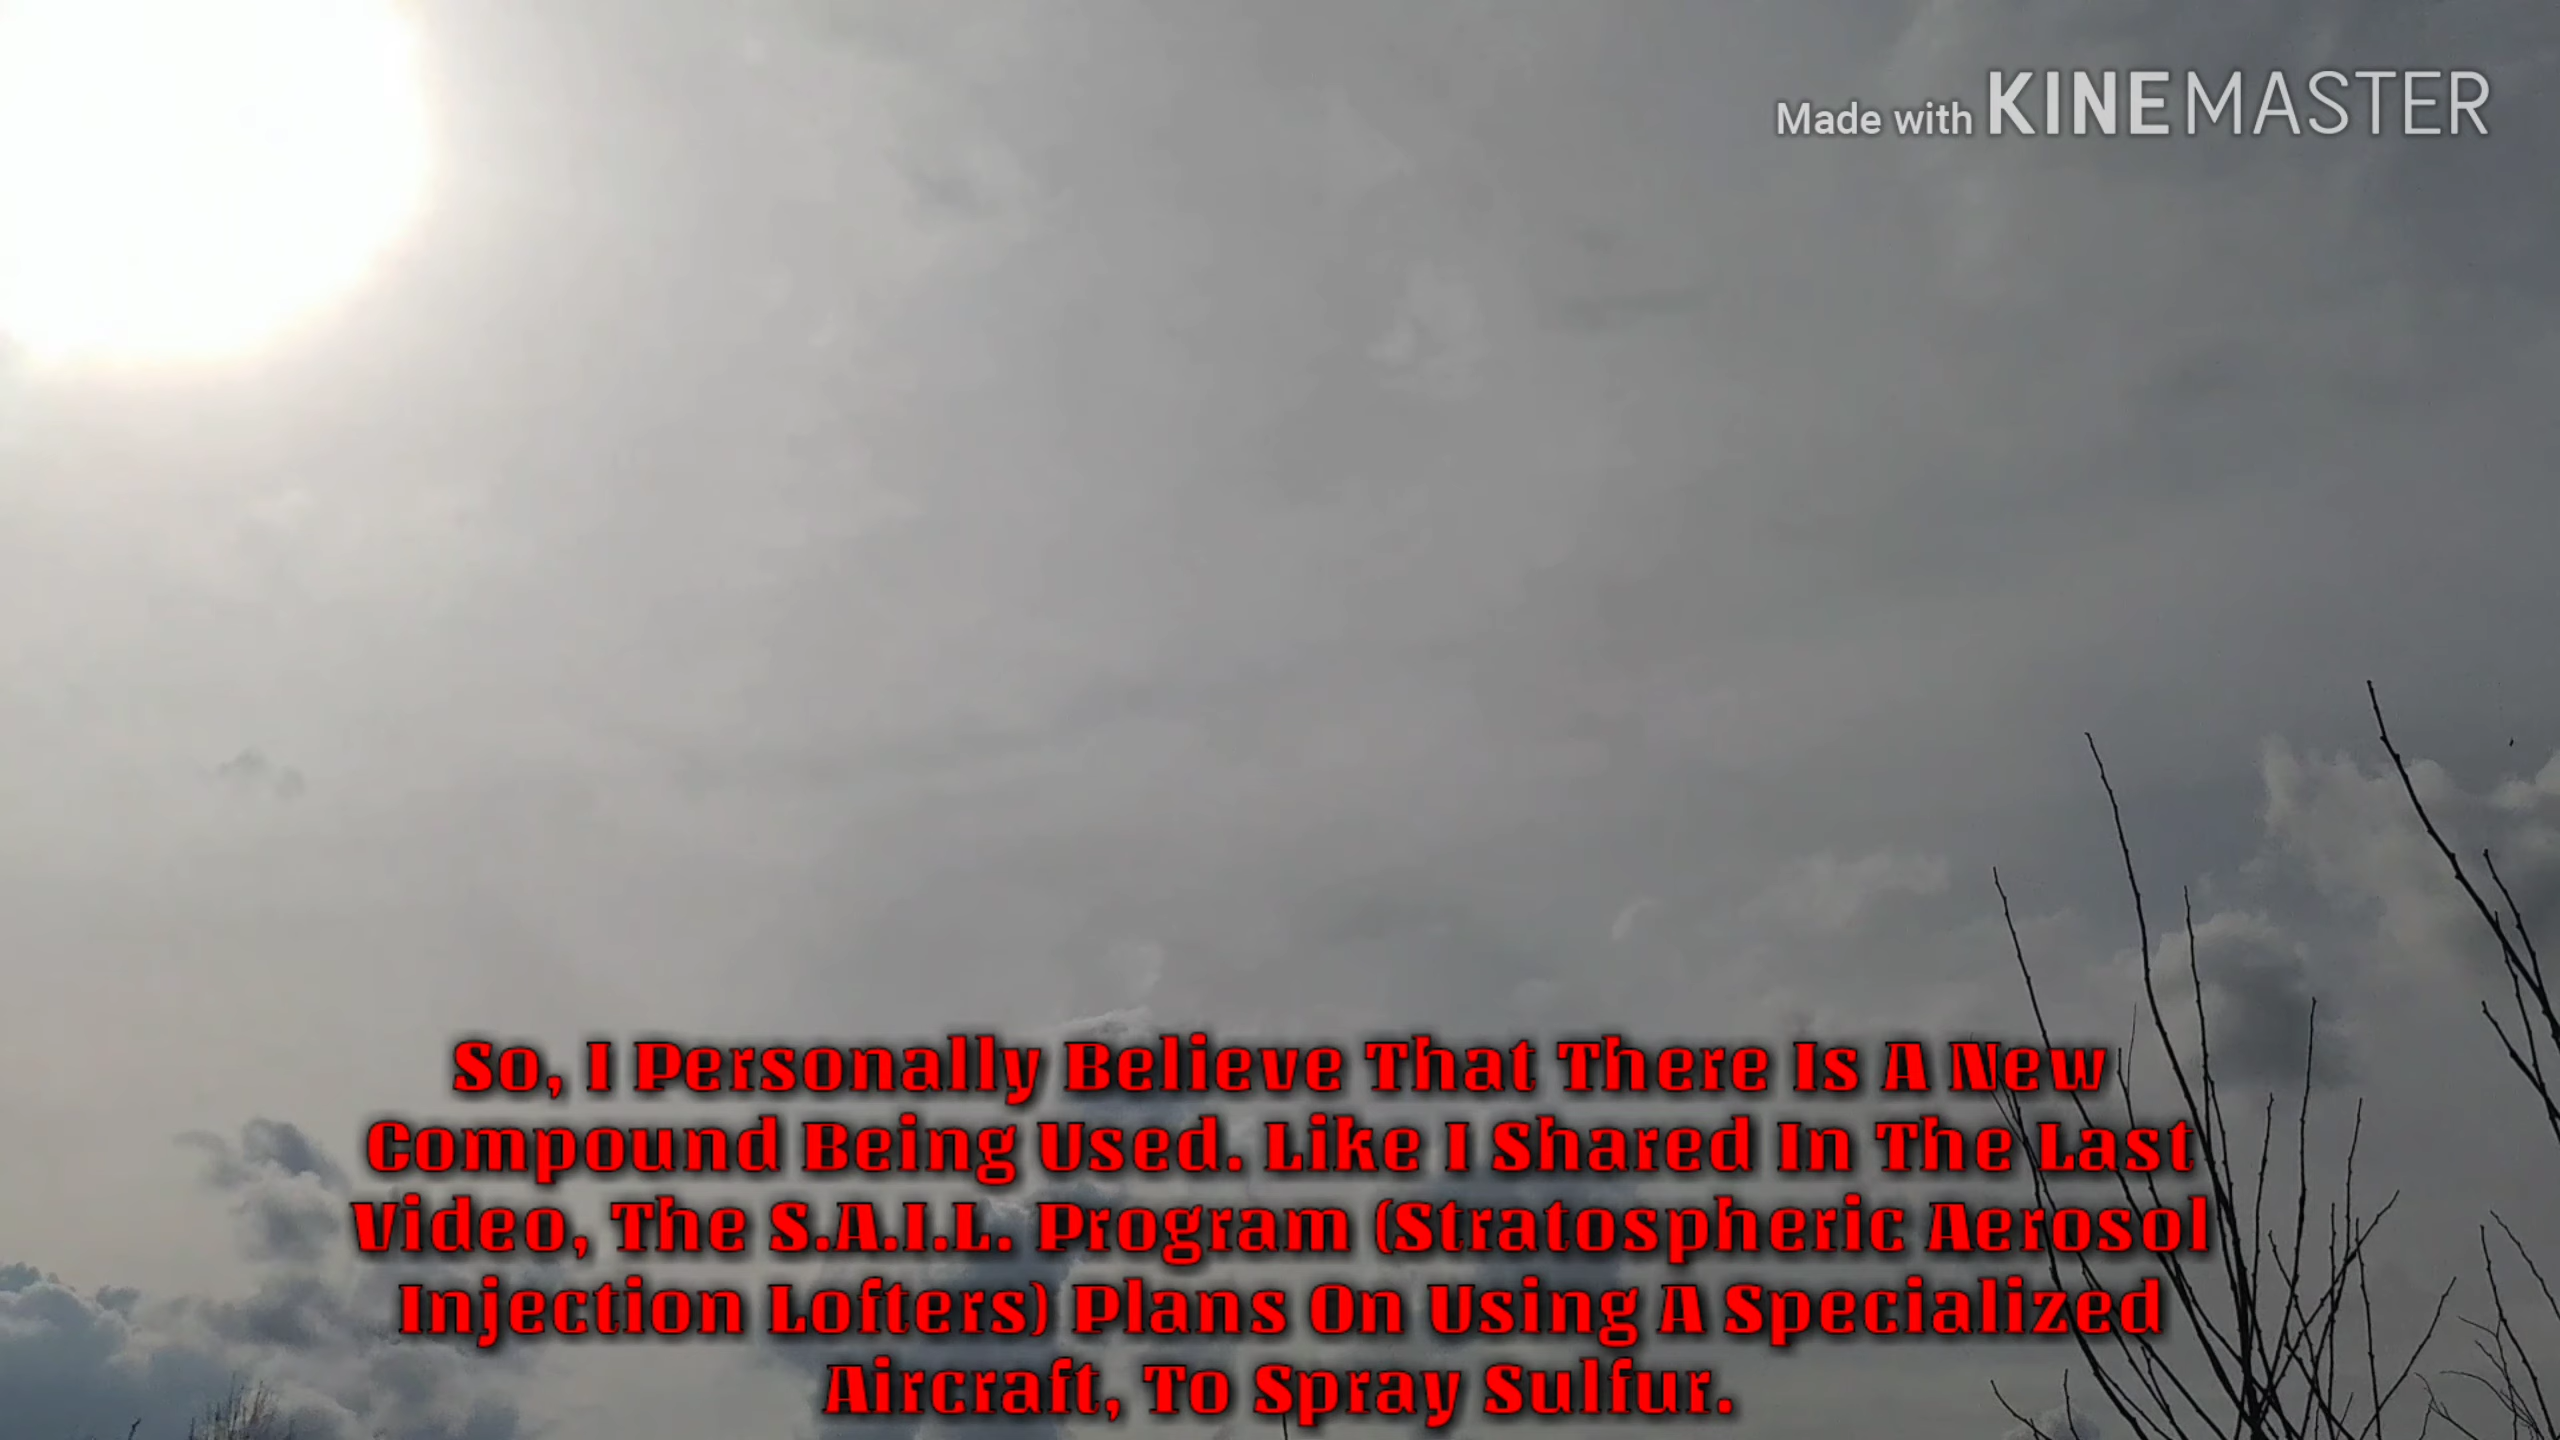 Made with KINEMASTER
So, I Personally Believe That There Is A New
Compound Being Used. Like I Shared In The Last
Video, The S.A.I.L. Program (Stratospheric Aerosol
Injection Lofters) Plans On Using A Specialized
Aircraft, To Spray Sulfur.